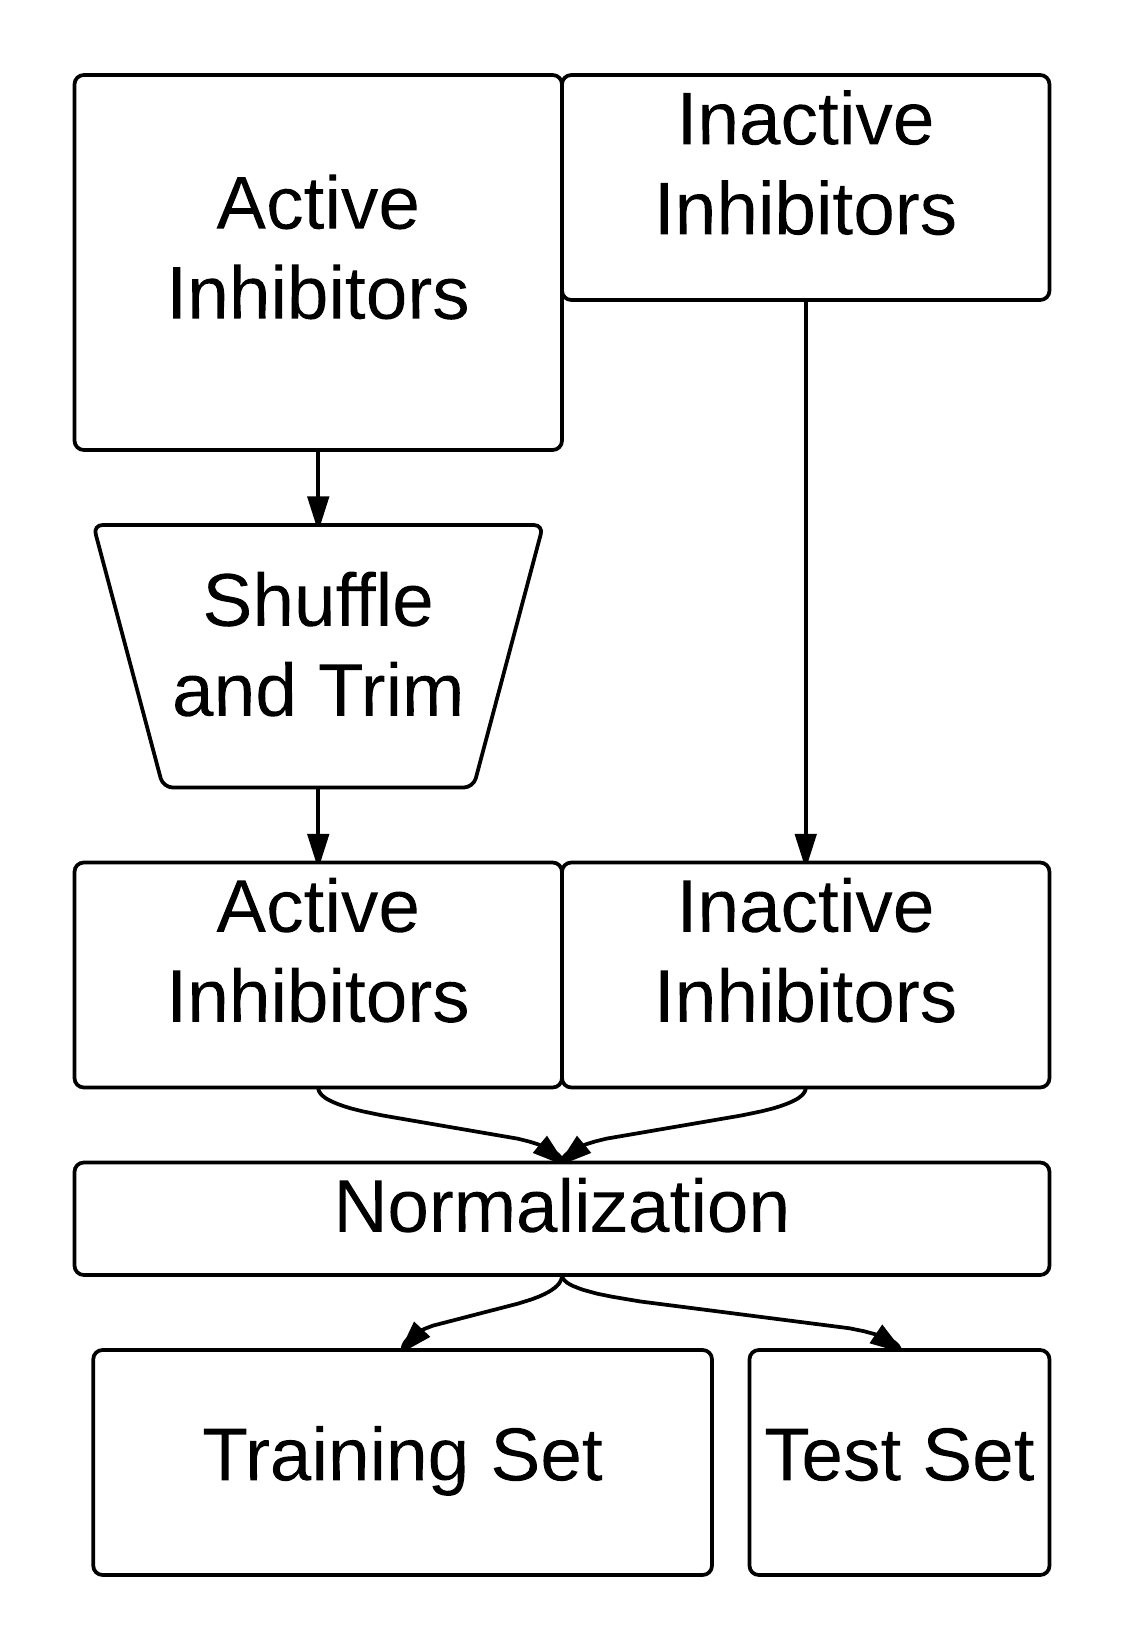 Active
Inhibitors
Inactive
Inhibitors
Shuffle
and Trim
Active
Inhibitors
Inactive
Inhibitors
Normalization
Training Set
Test Set